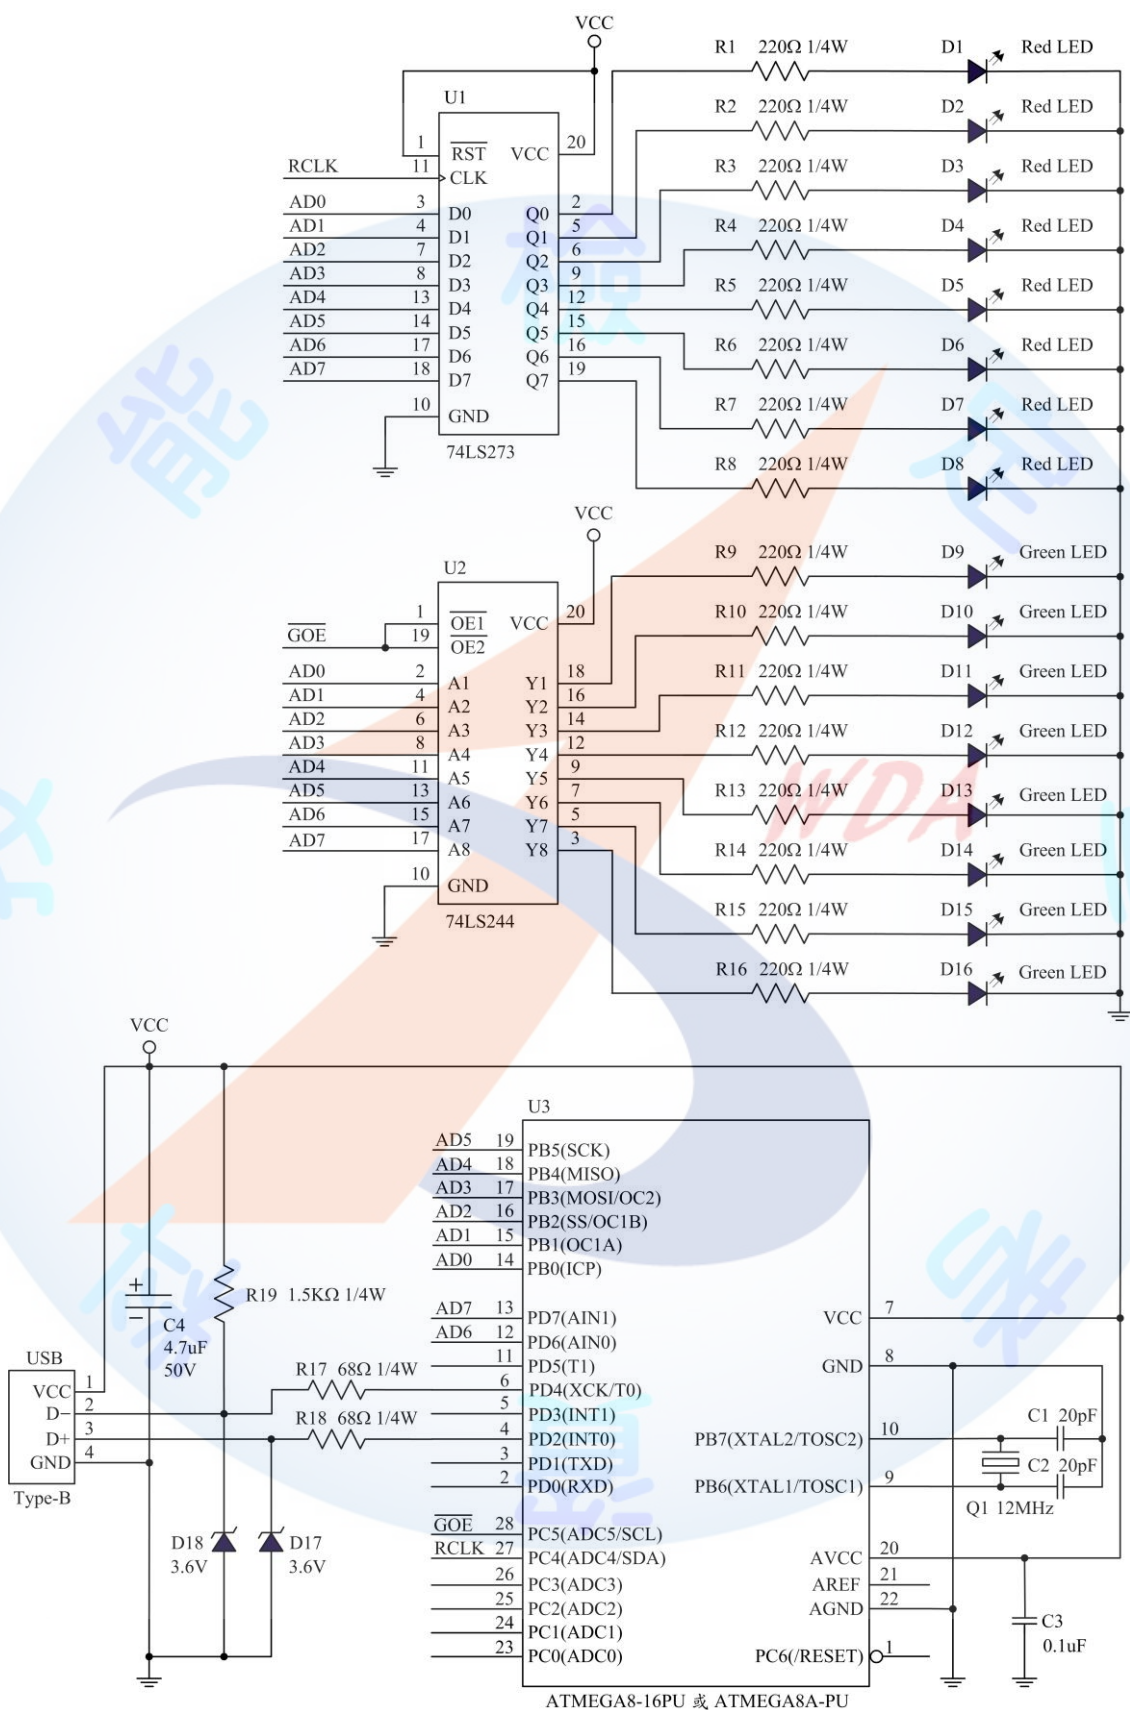 VCC
R1 220Ω 1/4W D1 Red LED
U1
R2 220Ω 1/4W D2 Red LED
1 RST VCC 20
R3 220Ω 1/4W D3 Red LED
RCLK 11 CLK
AD0 3 D0 Q0 2
AD1 4 D1 Q1 5
R4 220Ω 1/4W D4 Red LED
AD2 7 D2 Q2 6
AD3 8 D3 Q3 9
R5 220Ω 1/4W D5 Red LED
AD4 13 D4 Q4 12
AD5 14 D5 Q5 15
R6 220Ω 1/4W D6 Red LED
AD6 17 D6 Q6 16
AD7 18 D7 Q7 19
R7 220Ω 1/4W D7 Red LED
10 GND
74LS273
R8 220Ω 1/4W D8 Red LED
VCC
R9 220Ω 1/4W D9 Green LED
U2
1 OE1 VCC 20
R10 220Ω 1/4W D10 Green LED
GOE 19 OE2
AD0 2 A1 Y1 18
R11 220Ω 1/4W D11 Green LED
AD1 4 A2 Y2 16
AD2 6 A3 Y3 14
R12 220Ω 1/4W D12 Green LED
AD3 8 A4 Y4 12
AD4 11 A5 Y5 9
R13 220Ω 1/4W D13 Green LED
AD5 13 A6 Y6 7
AD6 15 A7 Y7 5
AD7 17 A8 Y8 3
R14 220Ω 1/4W D14 Green LED
10 GND
R15 220Ω 1/4W D15 Green LED
74LS244
R16 220Ω 1/4W D16 Green LED
WDA
技
能
檢
定
VCC
U3
AD5 19 PB5(SCK)
AD4 18 PB4(MISO)
AD3 17 PB3(MOSI/OC2)
AD2 16 PB2(SS/OC1B)
AD1 15 PB1(OC1A)
AD0 14 PB0(ICP)
R19 1.5KΩ 1/4W
+
−
C4
4.7uF
50V
AD7 13 PD7(AIN1) VCC 7
AD6 12 PD6(AIN0)
11 PD5(T1) GND 8
USB
VCC 1
D− 2
D+ 3
GND 4
Type-B
R17 68Ω 1/4W 6 PD4(XCK/T0)
5 PD3(INT1)
R18 68Ω 1/4W 4 PD2(INT0) PB7(XTAL2/TOSC2) 10 C1 20pF
3 PD1(TXD) C2 20pF
2 PD0(RXD) PB6(XTAL1/TOSC1) 9
Q1 12MHz
D18
3.6V
D17
3.6V
GOE 28 PC5(ADC5/SCL)
RCLK 27 PC4(ADC4/SDA) AVCC 20
26 PC3(ADC3) AREF 21
25 PC2(ADC2) AGND 22
24 PC1(ADC1)
23 PC0(ADC0) PC6(/RESET) 1
C3
0.1uF
ATMEGA8-16PU 或 ATMEGA8A-PU